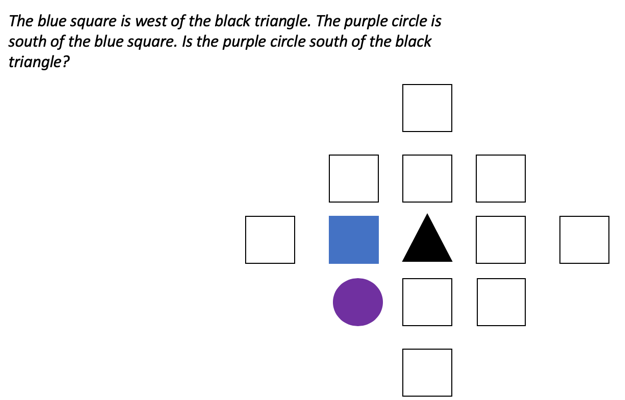 The blue square is west of the black triangle. The purple circle is
south of the blue square. Is the purple circle south of the black
triangle?